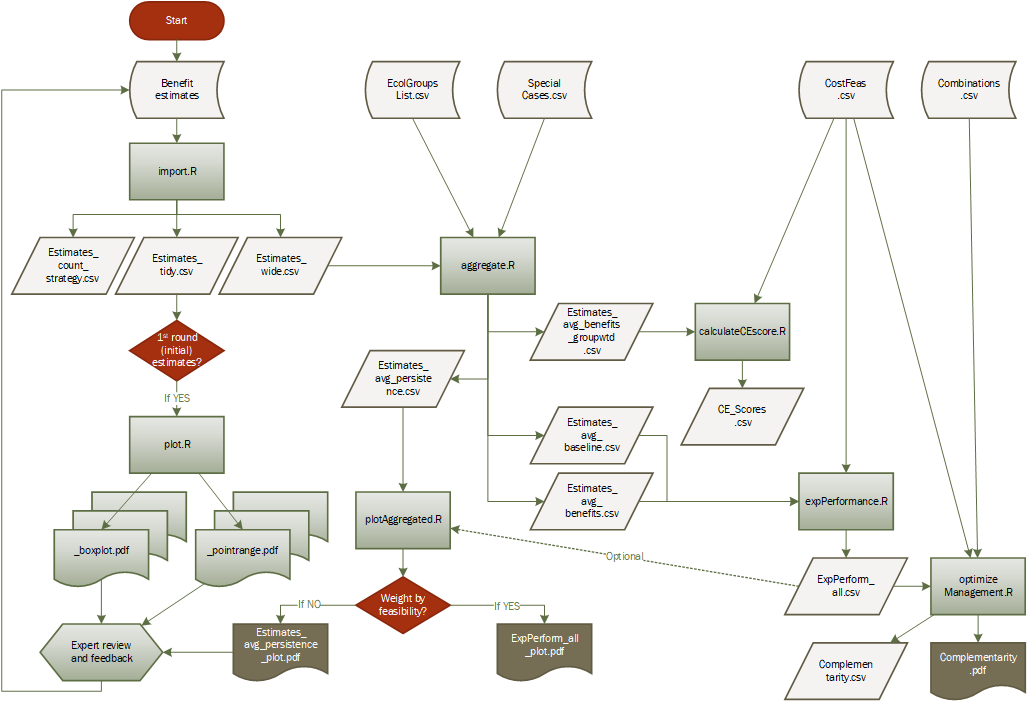 Start
Benefit
estimates
EcolGroups
List.csv
Special
Cases.csv
CostFeas
.csv
Combinations
.csv
import.R
Estimates_
count_
strategy.csv
Estimates_
tidy.csv
Estimates_
wide.csv
aggregate.R
1st round
(initial)
estimates?
Estimates_
avg_benefits
_groupwtd
.csv
calculateCEscore.R
Estimates_
avg_persiste
nce.csv
If YES
CE_Scores
.csv
plot.R
Estimates_
avg_
baseline.csv
Estimates_
avg_
benefits.csv
expPerformance.R
plotAggregated.R
_boxplot.pdf
_pointrange.pdf
Optional
ExpPerform_
all.csv
optimize
Management.R
Weight by
feasibility?
If NO
If YES
Expert review
and feedback
Estimates_
avg_persistence
_plot.pdf
ExpPerform_all
_plot.pdf
Complemen
tarity.csv
Complementarity
.pdf